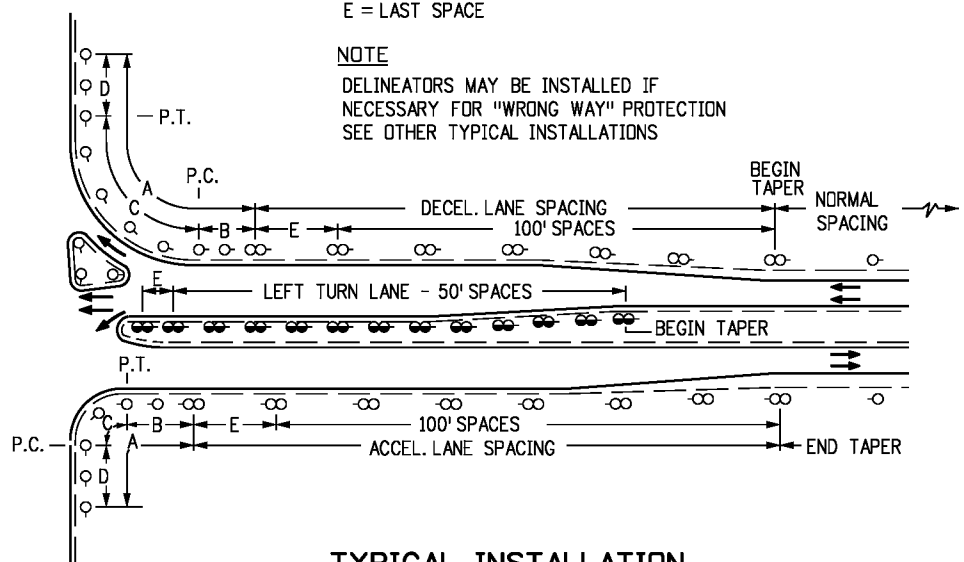 E = LAST SPACE
NOTE
DELINEATORS MAY BE INSTALLED IF
NECESSARY FOR "WRONG WAY" PROTECTION
SEE OTHER TYPICAL INSTALLATIONS
D
P.T.
A
C
P.C.
B
E
DECEL. LANE SPACING
100' SPACES
BEGIN
TAPER
NORMAL
SPACING
E
LEFT TURN LANE - 50' SPACES
BEGIN TAPER
P.T.
C
B
E
100' SPACES
P.C.
A
ACCEL. LANE SPACING
END TAPER
D
TYPICAL INSTALLATION